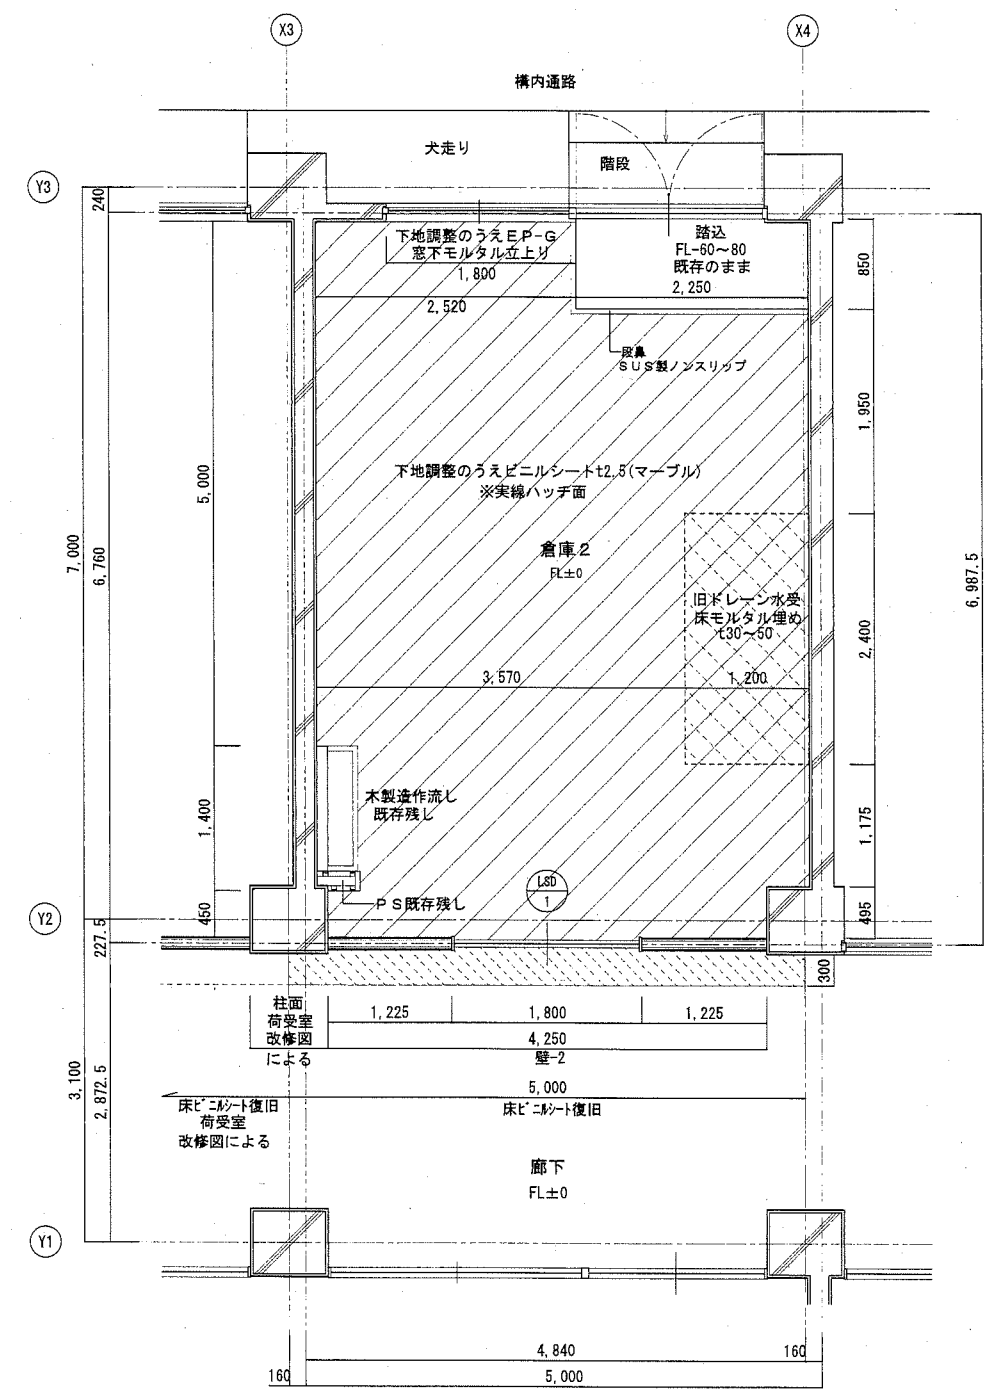 X3
X4
構内通路
犬走り
階段
Y3
240
下地調整のうえＥＰ-Ｇ
窓下モルタル立上り
1,800
踏込
FL-60～80
既存のまま
2,250
850
2,520
段鼻
ＳＵＳ製ノンスリップ
1,950
下地調整のうえビニルシートt2.5(マーブル)
※実線ハッチ面
5,000
倉庫２
FL±0
7,000
6,760
6,987.5
旧ドレーン水受
床モルタル埋め
t30～50
2,400
3,570
1,200
木製造作流し
既存残し
1,400
1,175
LSD
1
ＰＳ既存残し
Y2
450
495
227.5
300
柱面
荷受室
改修図
による
1,225
1,800
1,225
4,250
壁-2
3,100
2,872.5
5,000
床ﾋﾞﾆﾙｼｰﾄ復旧
荷受室
改修図による
床ﾋﾞﾆﾙｼｰﾄ復旧
廊下
FL±0
Y1
4,840
160
160
5,000